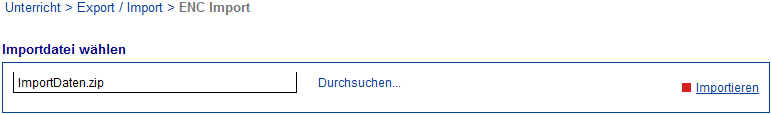 Unterricht > Export / Import > ENC Import
Importdatei wählen
ImportDaten.zip Durchsuchen... Importieren